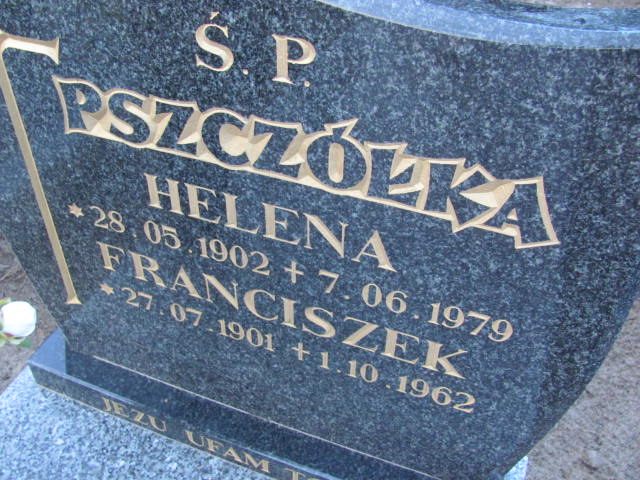 Ś. P.
PSZCZÓŁKA
HELENA
* 28. 05. 1902 + 7. 06. 1979
FRANCISZEK
* 27. 07. 1901 + 1. 10. 1962
JEZU UFAM